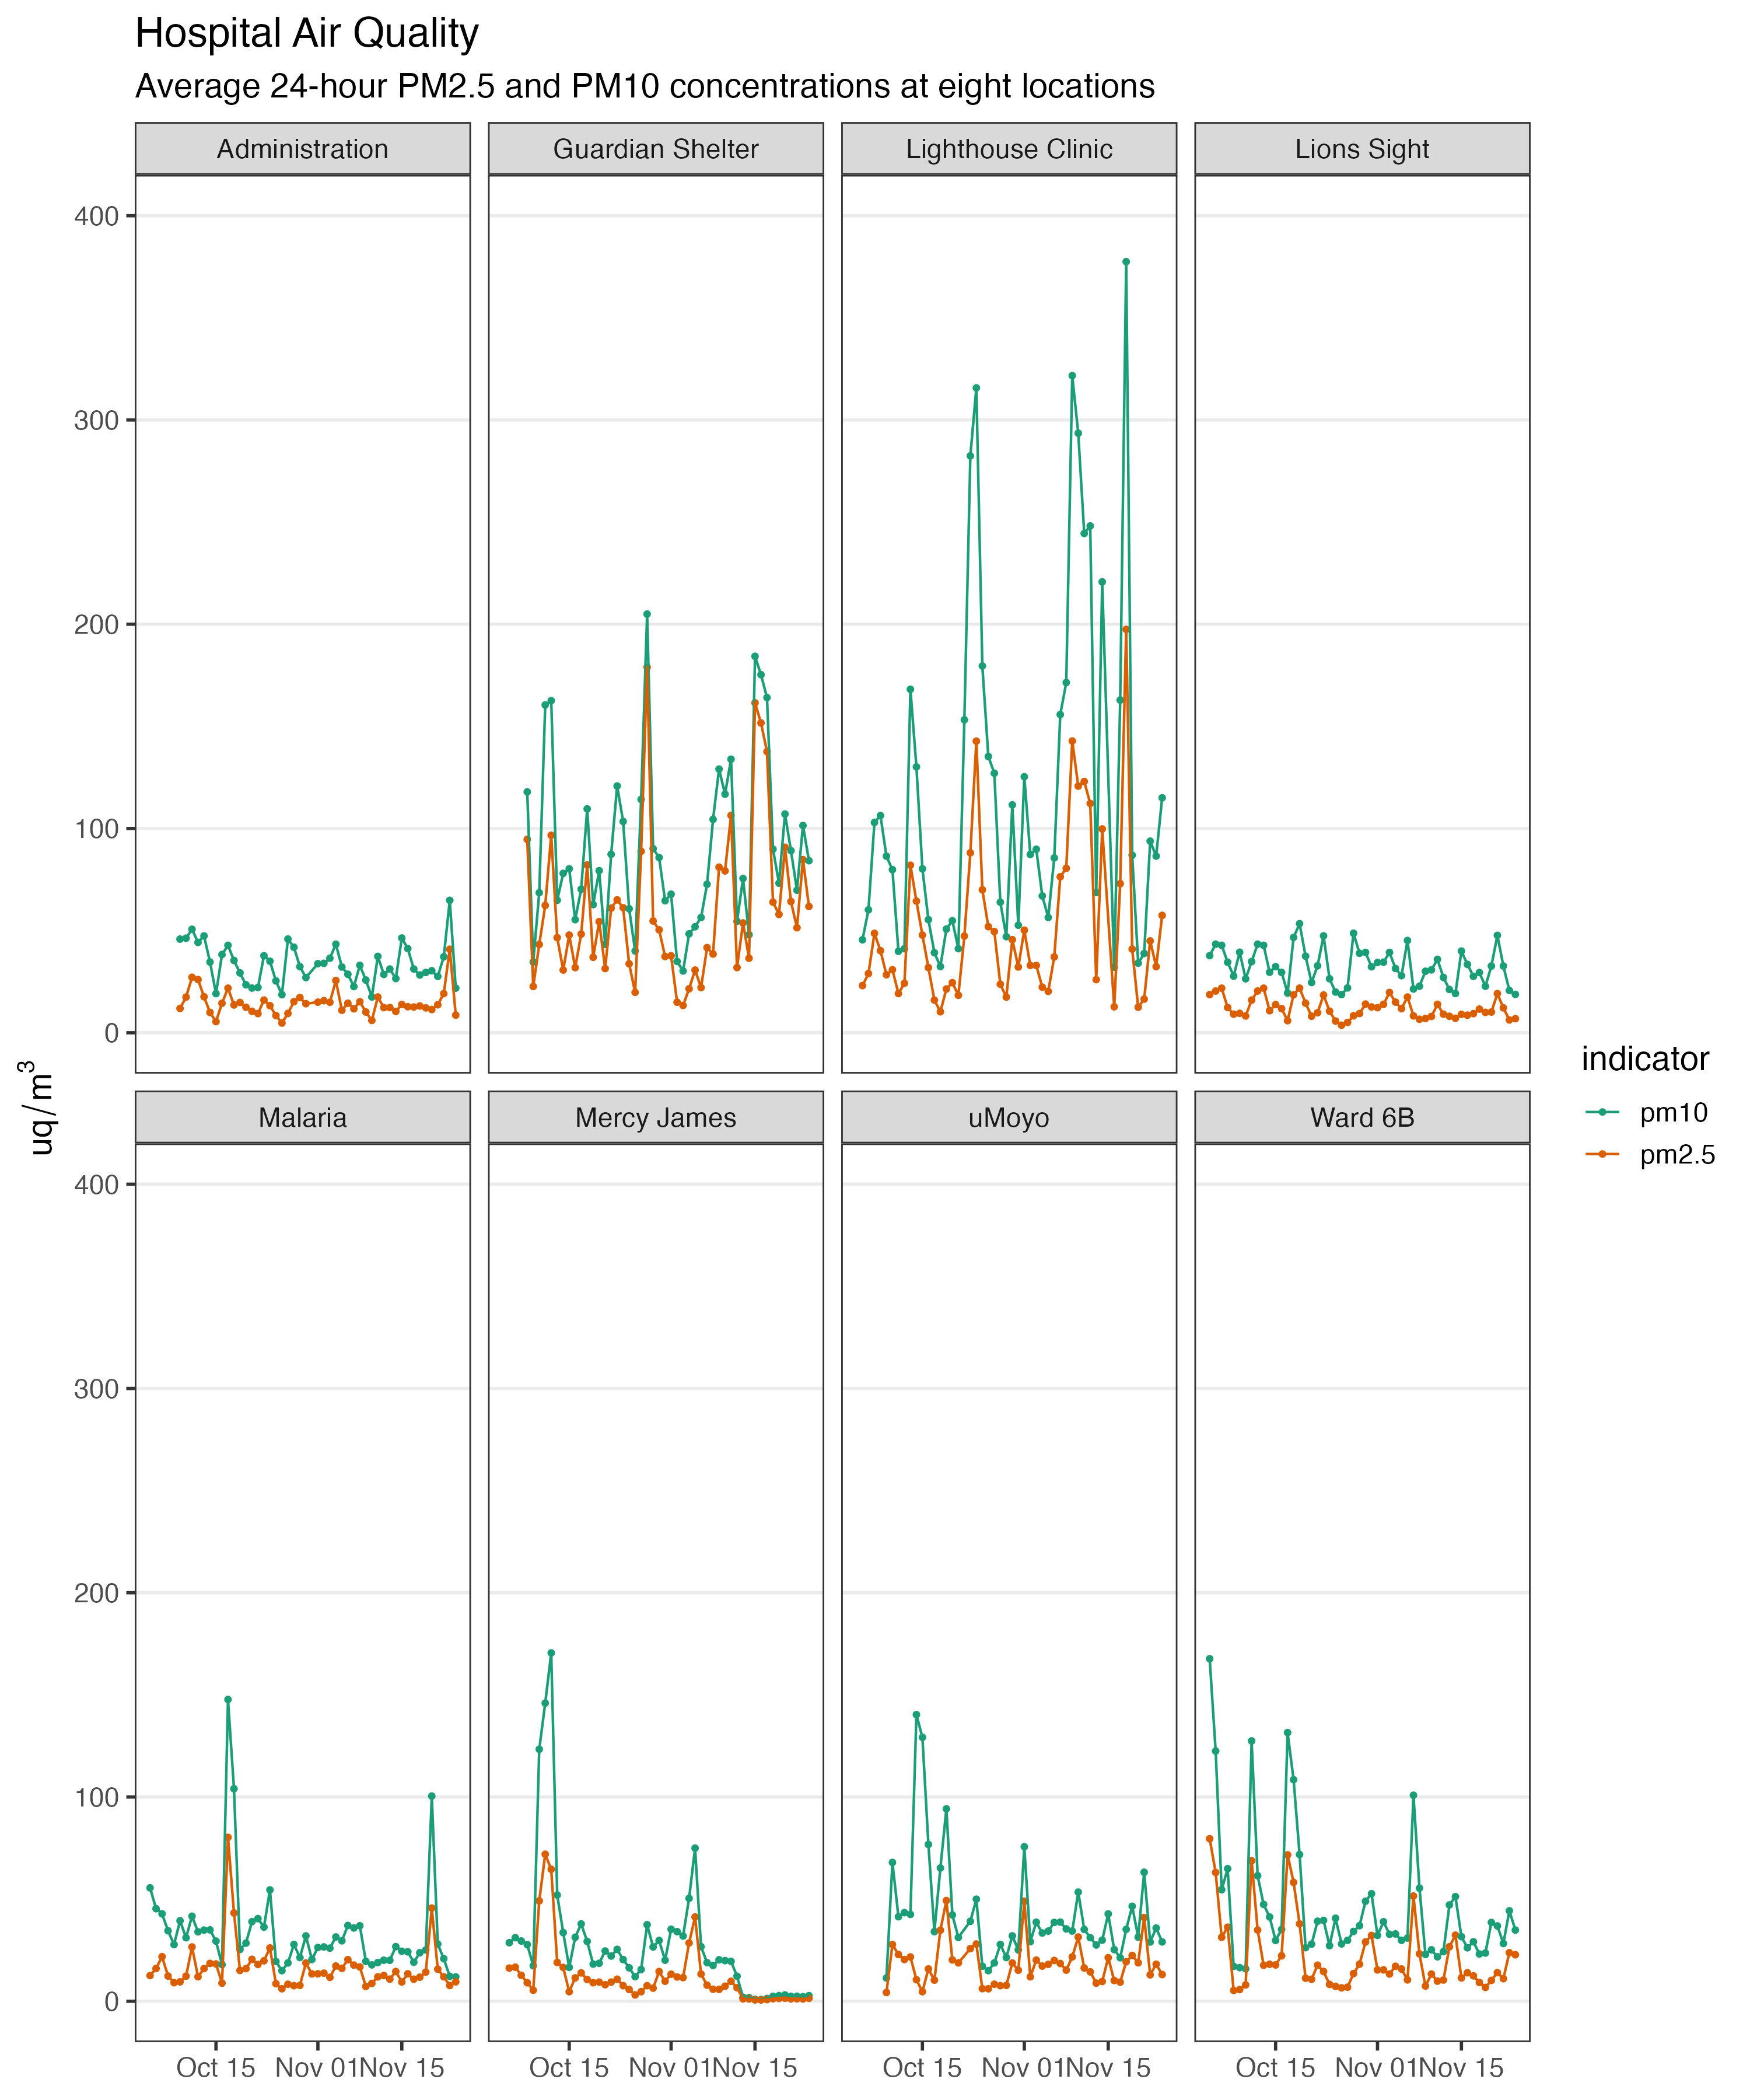 Hospital Air Quality
Average 24-hour PM2.5 and PM10 concentrations at eight locations
Administration
Guardian Shelter
Lighthouse Clinic
Lions Sight
400
300
200
100
0
Malaria
Mercy James
uMoyo
Ward 6B
400
300
200
100
0
Oct 15 Nov 01 Nov 15
Oct 15 Nov 01 Nov 15
Oct 15 Nov 01 Nov 15
Oct 15 Nov 01 Nov 15
uq/m³
indicator
pm10
pm2.5